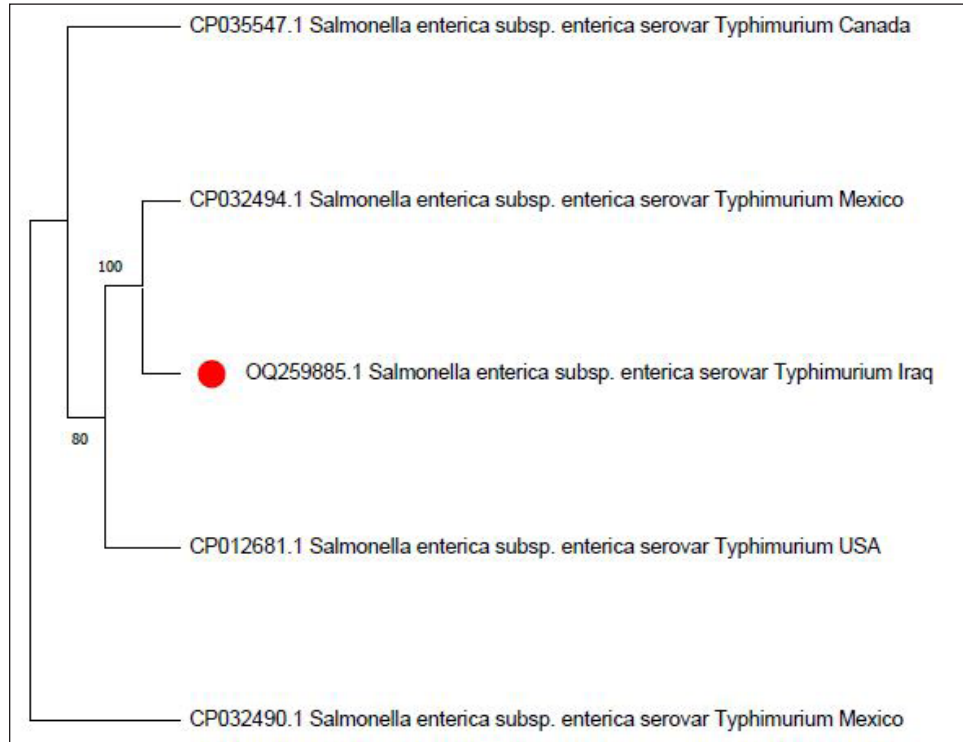 CP035547.1 Salmonella enterica subsp. enterica serovar Typhimurium Canada
CP032494.1 Salmonella enterica subsp. enterica serovar Typhimurium Mexico
100
OQ259885.1 Salmonella enterica subsp. enterica serovar Typhimurium Iraq
80
CP012681.1 Salmonella enterica subsp. enterica serovar Typhimurium USA
CP032490.1 Salmonella enterica subsp. enterica serovar Typhimurium Mexico